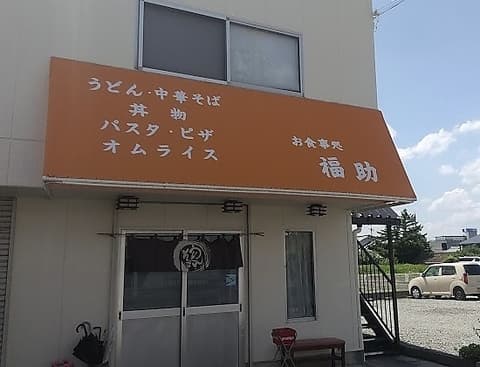 うどん・中華そば
丼物
パスタ・ピザ
オムライス
お食事処
福助